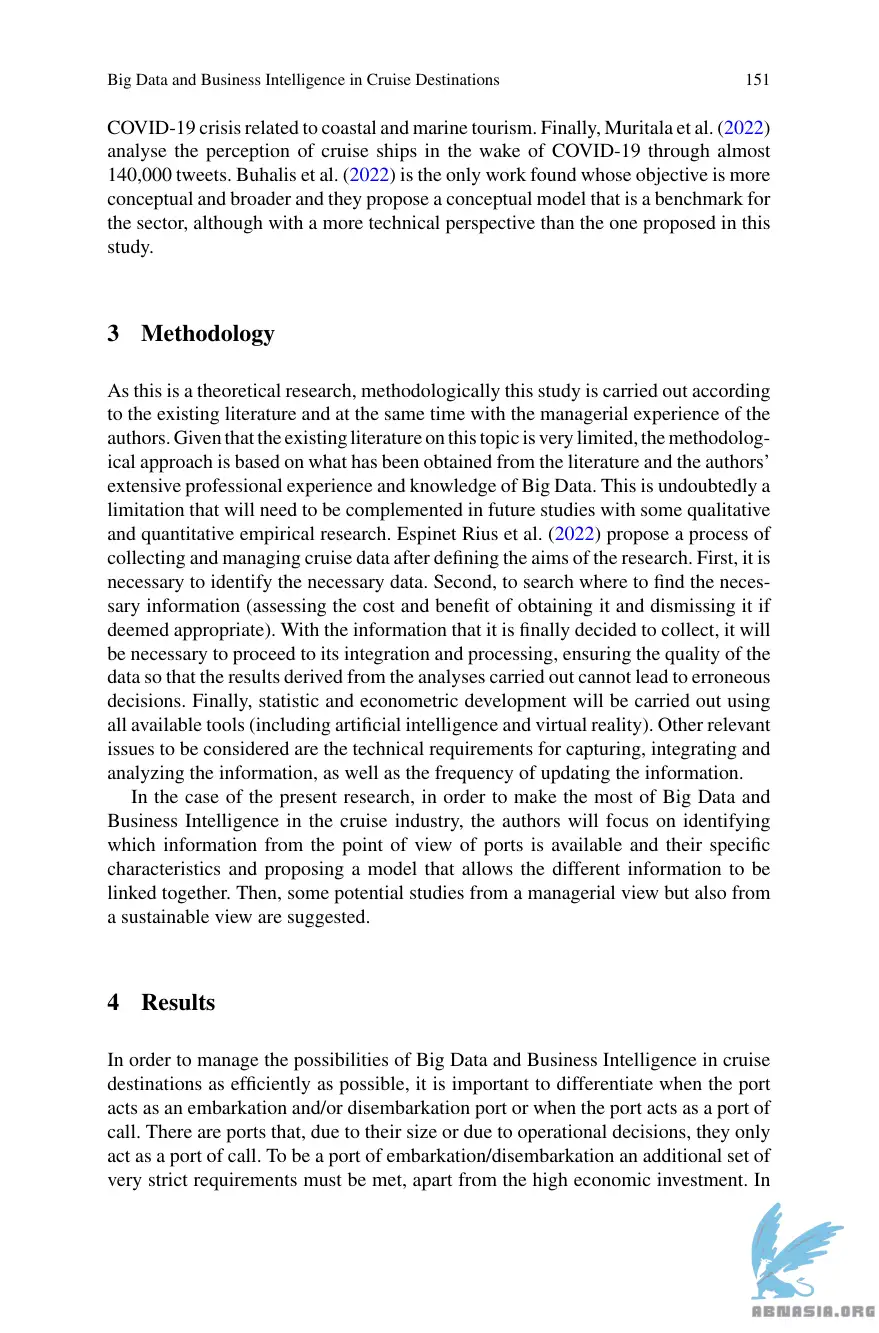 Big Data and Business Intelligence in Cruise Destinations 151
COVID-19 crisis related to coastal and marine tourism. Finally, Muritala et al. (2022)
analyse the perception of cruise ships in the wake of COVID-19 through almost
140,000 tweets. Buhalis et al. (2022) is the only work found whose objective is more
conceptual and broader and they propose a conceptual model that is a benchmark for
the sector, although with a more technical perspective than the one proposed in this
study.
3 Methodology
As this is a theoretical research, methodologically this study is carried out according
to the existing literature and at the same time with the managerial experience of the
authors. Given that the existing literature on this topic is very limited, the methodolog-
ical approach is based on what has been obtained from the literature and the authors’
extensive professional experience and knowledge of Big Data. This is undoubtedly a
limitation that will need to be complemented in future studies with some qualitative
and quantitative empirical research. Espinet Rius et al. (2022) propose a process of
collecting and managing cruise data after defining the aims of the research. First, it is
necessary to identify the necessary data. Second, to search where to find the neces-
sary information (assessing the cost and benefit of obtaining it and dismissing it if
deemed appropriate). With the information that it is finally decided to collect, it will
be necessary to proceed to its integration and processing, ensuring the quality of the
data so that the results derived from the analyses carried out cannot lead to erroneous
decisions. Finally, statistic and econometric development will be carried out using
all available tools (including artificial intelligence and virtual reality). Other relevant
issues to be considered are the technical requirements for capturing, integrating and
analyzing the information, as well as the frequency of updating the information.
In the case of the present research, in order to make the most of Big Data and
Business Intelligence in the cruise industry, the authors will focus on identifying
which information from the point of view of ports is available and their specific
characteristics and proposing a model that allows the different information to be
linked together. Then, some potential studies from a managerial view but also from
a sustainable view are suggested.
4 Results
In order to manage the possibilities of Big Data and Business Intelligence in cruise
destinations as efficiently as possible, it is important to differentiate when the port
acts as an embarkation and/or disembarkation port or when the port acts as a port of
call. There are ports that, due to their size or due to operational decisions, they only
act as a port of call. To be a port of embarkation/disembarkation an additional set of
very strict requirements must be met, apart from the high economic investment. In
ABNASIA.ORG